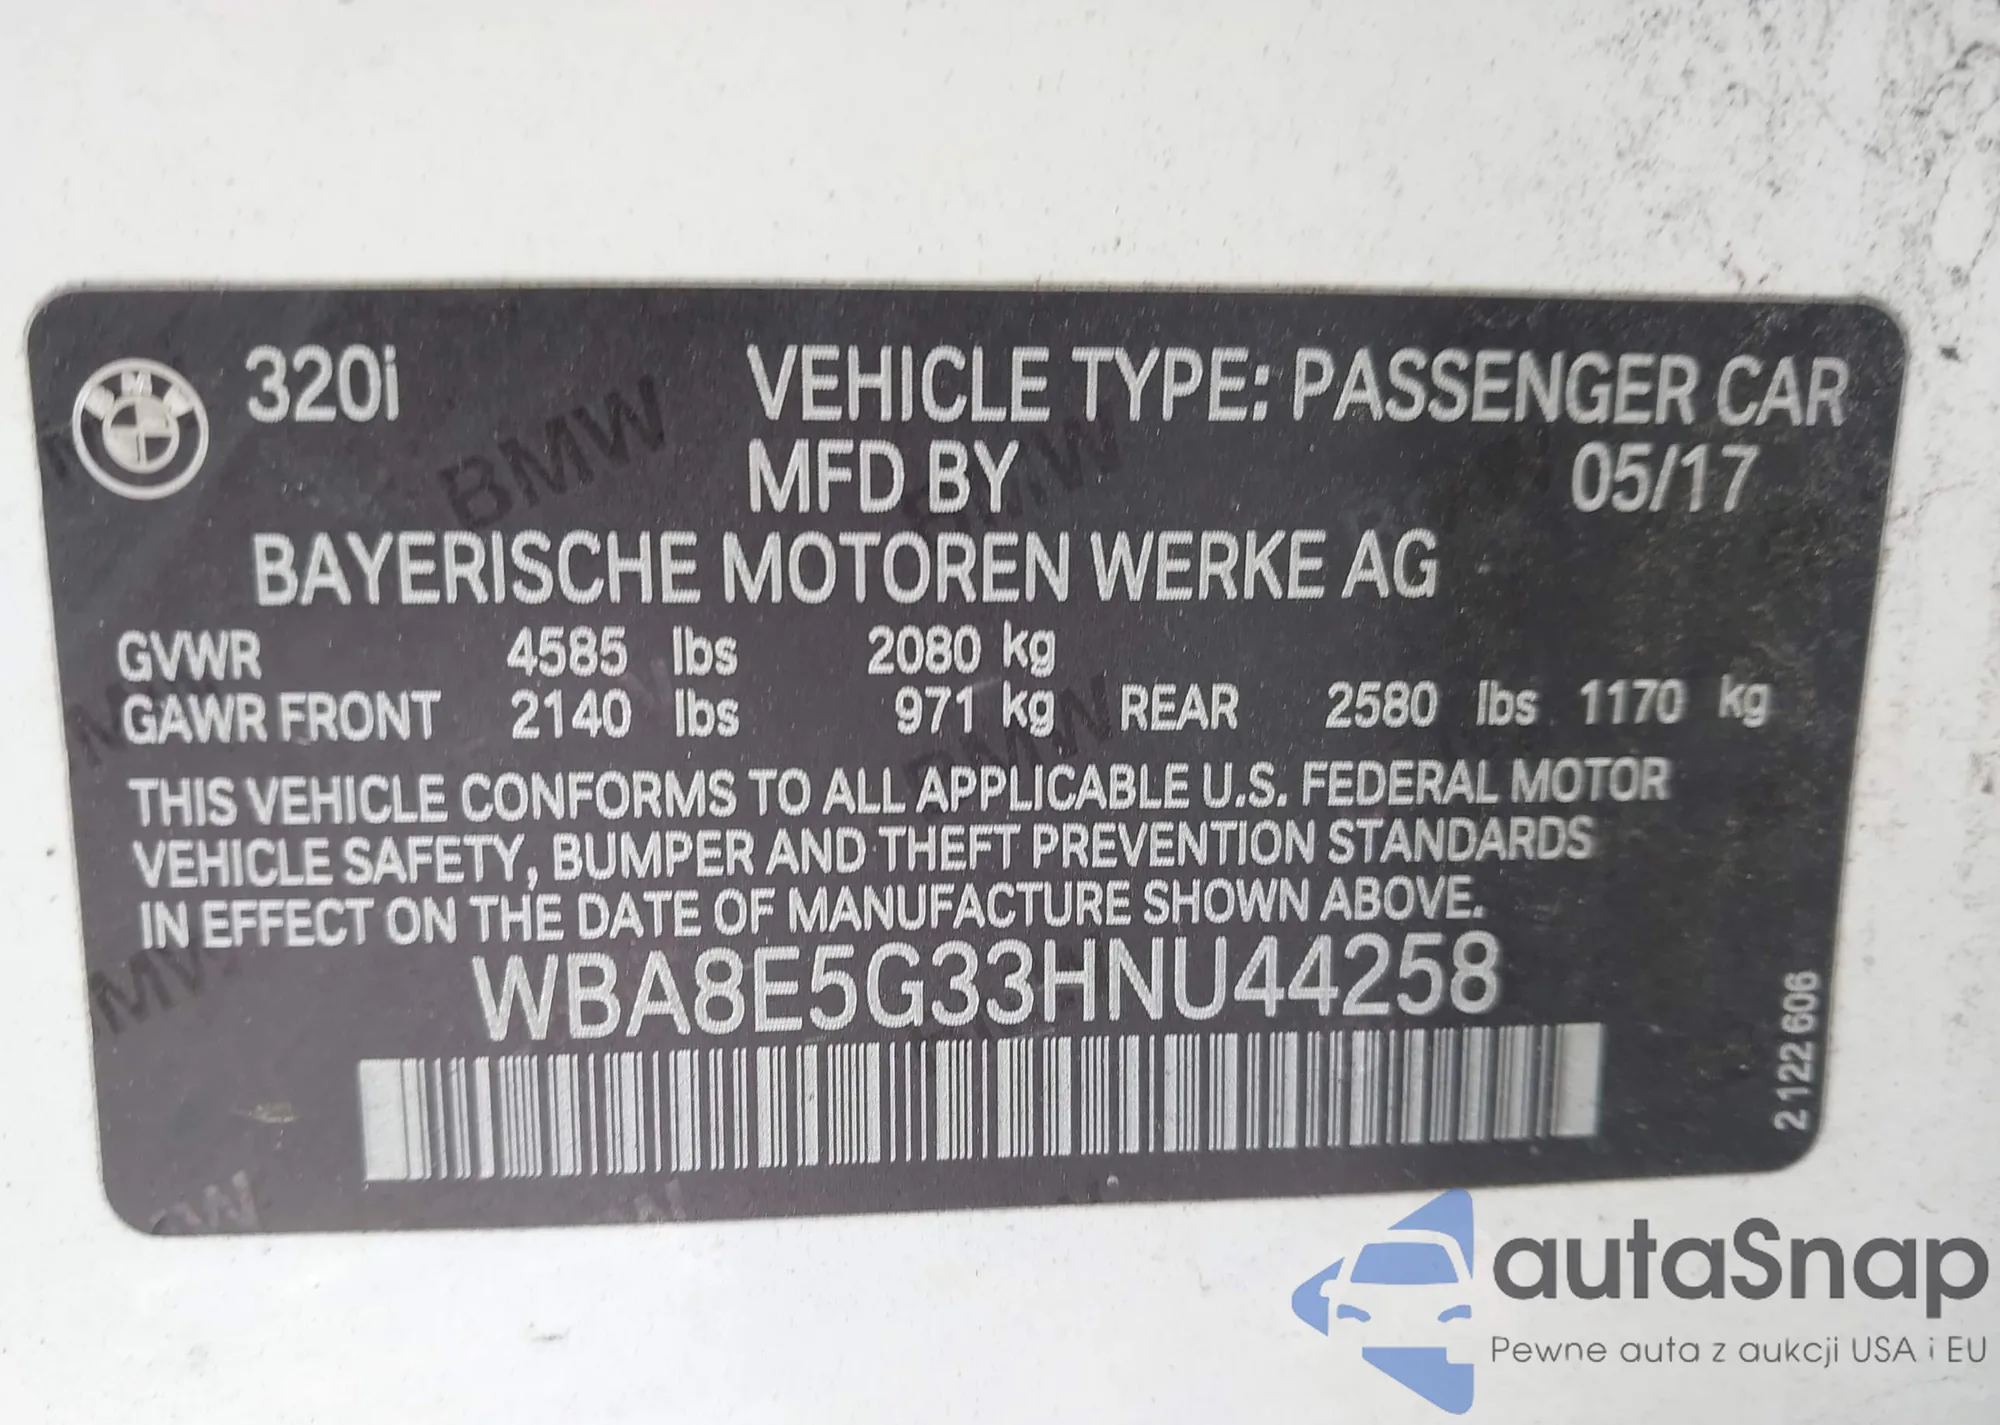 320i VEHICLE TYPE: PASSENGER CAR
MFD BY 05/17
BAYERISCHE MOTOREN WERKE AG
GVWR 4585 lbs 2080 kg
GAWR FRONT 2140 lbs 971 kg REAR 2580 lbs 1170 kg
THIS VEHICLE CONFORMS TO ALL APPLICABLE U.S. FEDERAL MOTOR
VEHICLE SAFETY, BUMPER AND THEFT PREVENTION STANDARDS
IN EFFECT ON THE DATE OF MANUFACTURE SHOWN ABOVE.
WBA8E5G33HNU44258
2 122 606
autaSnap
Pewne auta z aukcji USA i EU